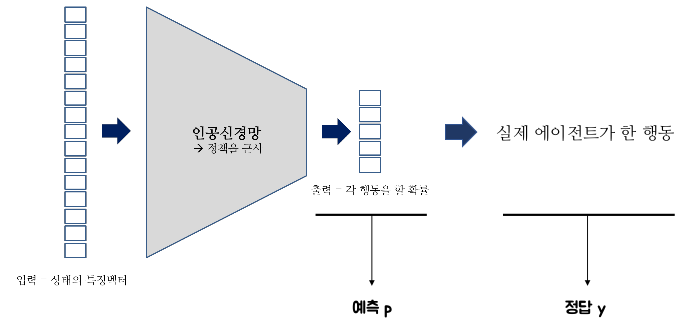 인공신경망
→ 정책을 근사
실제 에이전트가 한 행동
출력 - 각 행동을 할 확률
입력 - 상태의 특징벡터
예측 p
정답 y